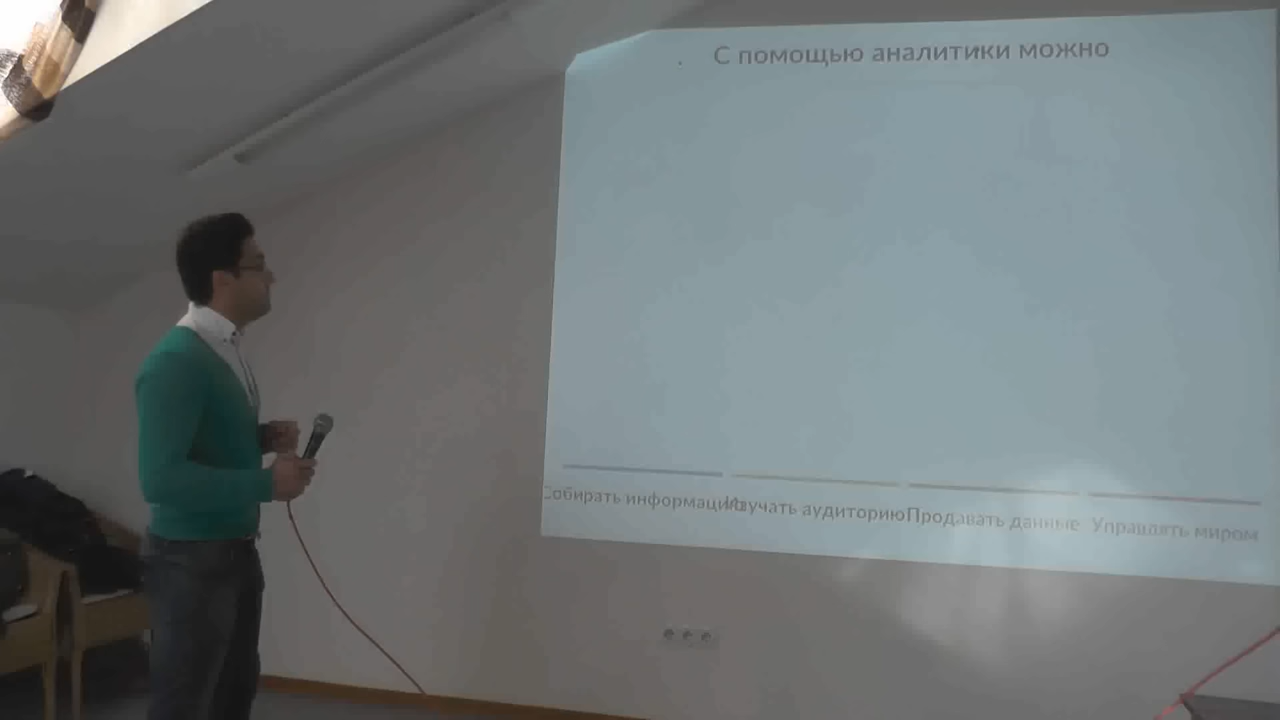 С помощью аналитики можно
Собирать информацию
Изучать аудиторию
Продавать данные
Управлять миром